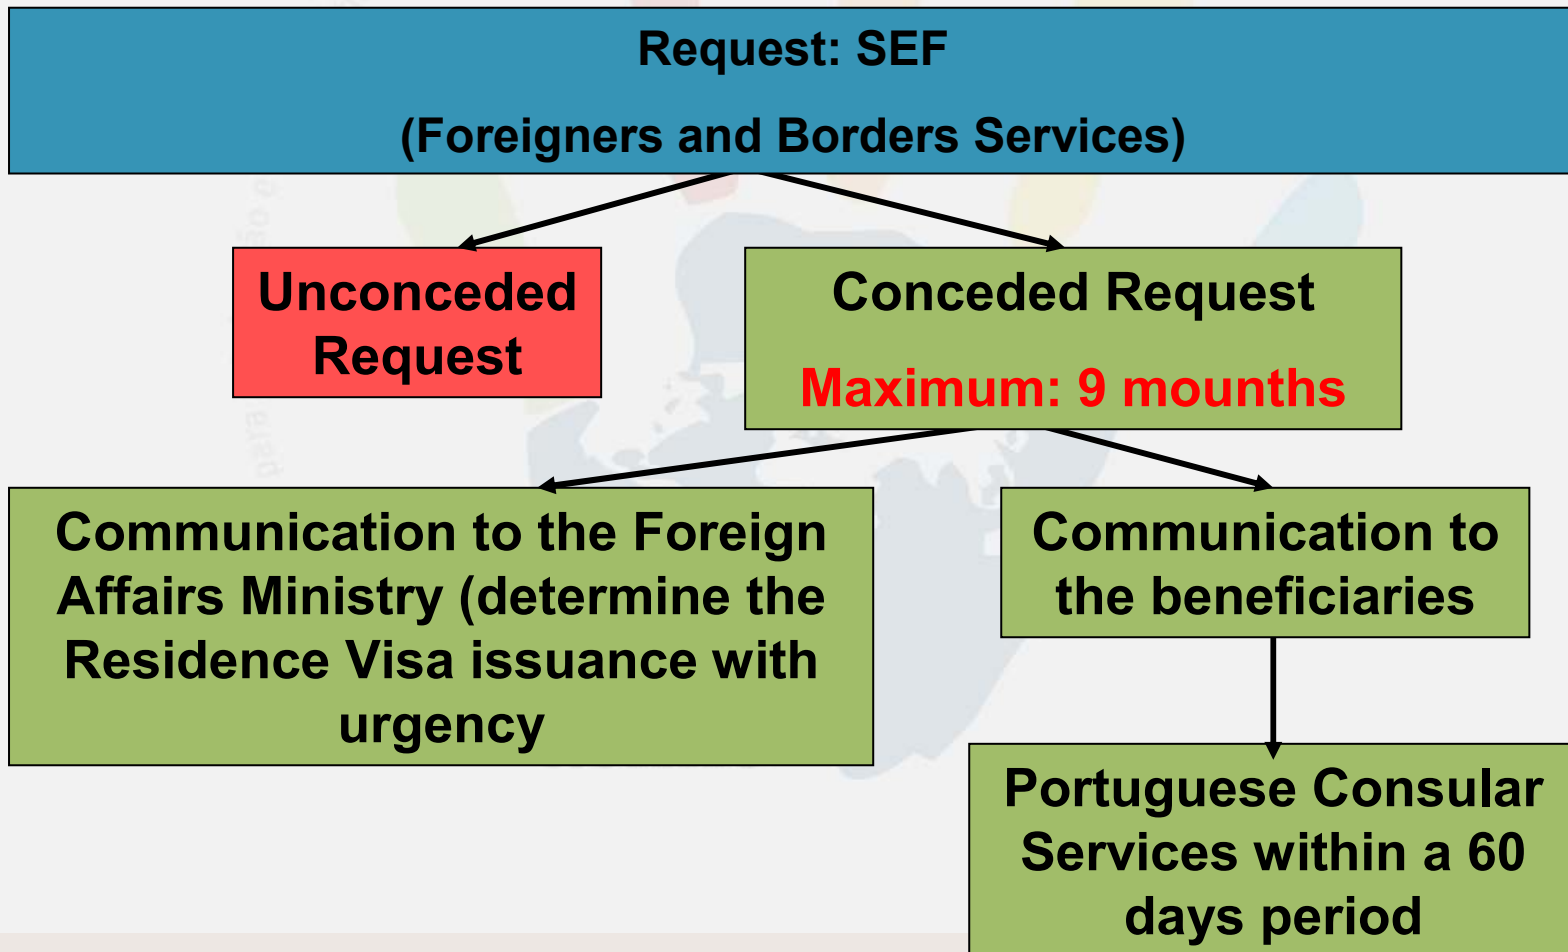 Request: SEF
(Foreigners and Borders Services)
Unconceded
Request
Conceded Request
Maximum: 9 mounths
Communication to the Foreign
Affairs Ministry (determine the
Residence Visa issuance with
urgency
Communication to
the beneficiaries
Portuguese Consular
Services within a 60
days period